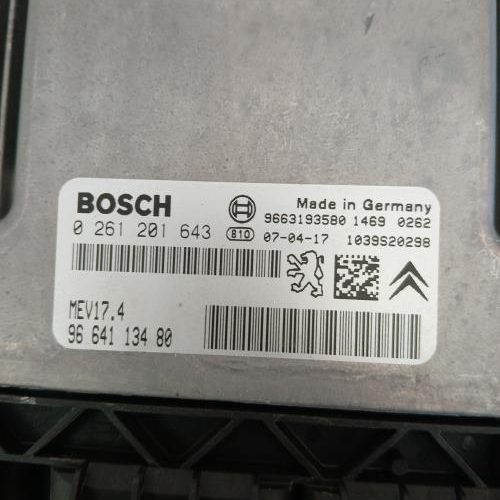 BOSCH
Made in Germany
9663193580 1469 0262
0 261 201 643 810 07-04-17 1039S20298
MEV17.4
96 641 134 80